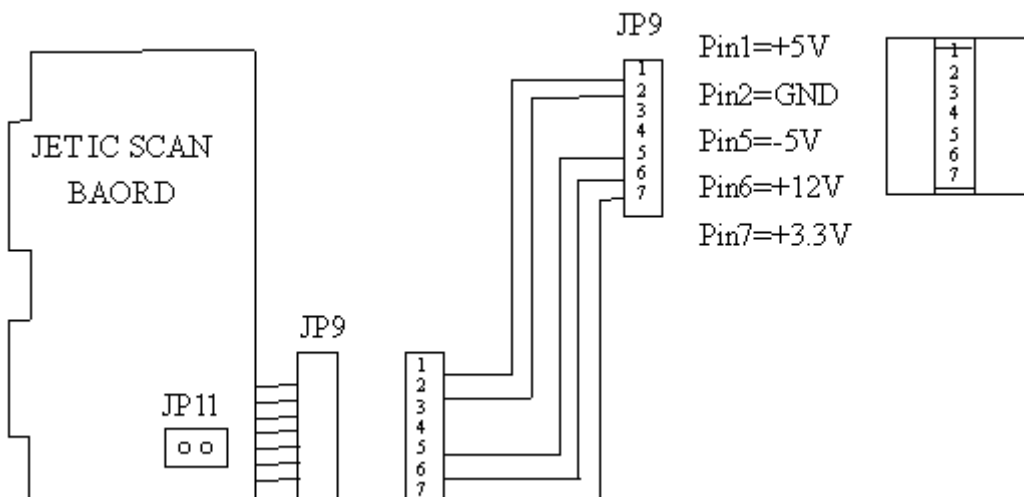 JP9
Pin1=+5V
Pin2=GND
Pin5=-5V
Pin6=+12V
Pin7=+3.3V
1
2
3
4
5
6
7
1
2
3
4
5
6
7
JETIC SCAN
BAORD
JP9
JP11
1
2
3
4
5
6
7